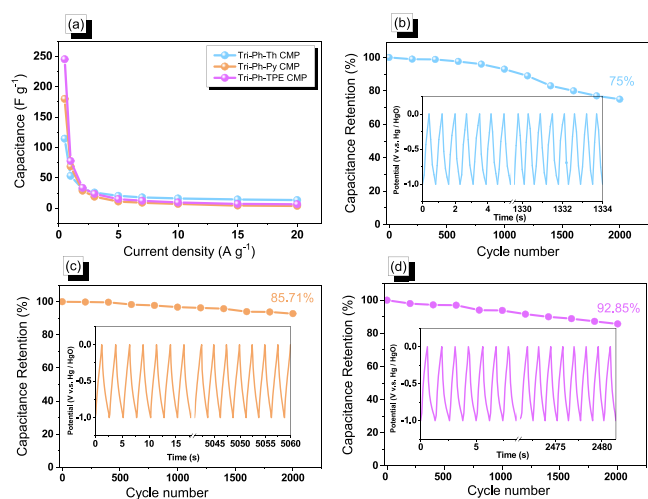 (a)
Capacitance (F g⁻¹)
250
200
150
100
50
0
Tri-Ph-Th CMP
Tri-Ph-Py CMP
Tri-Ph-TPE CMP
0 5 10 15 20
Current density (A g⁻¹)
(b)
Capacitance Retention (%)
100
80
60
40
20
0
75%
Potential (V v.s. Hg / HgO)
0.0
-0.5
-1.0
0 2 4 1330 1332 1334
Time (s)
0 500 1000 1500 2000
Cycle number
(c)
Capacitance Retention (%)
100
80
60
40
20
0
85.71%
Potential (V v.s. Hg / HgO)
0.0
-0.5
-1.0
0 5 10 15 5045 5050 5055 5060
Time (s)
0 500 1000 1500 2000
Cycle number
(d)
Capacitance Retention (%)
100
80
60
40
20
0
92.85%
Potential (V v.s. Hg / HgO)
0.0
-0.5
-1.0
0 5 2475 2480
Time (s)
0 500 1000 1500 2000
Cycle number